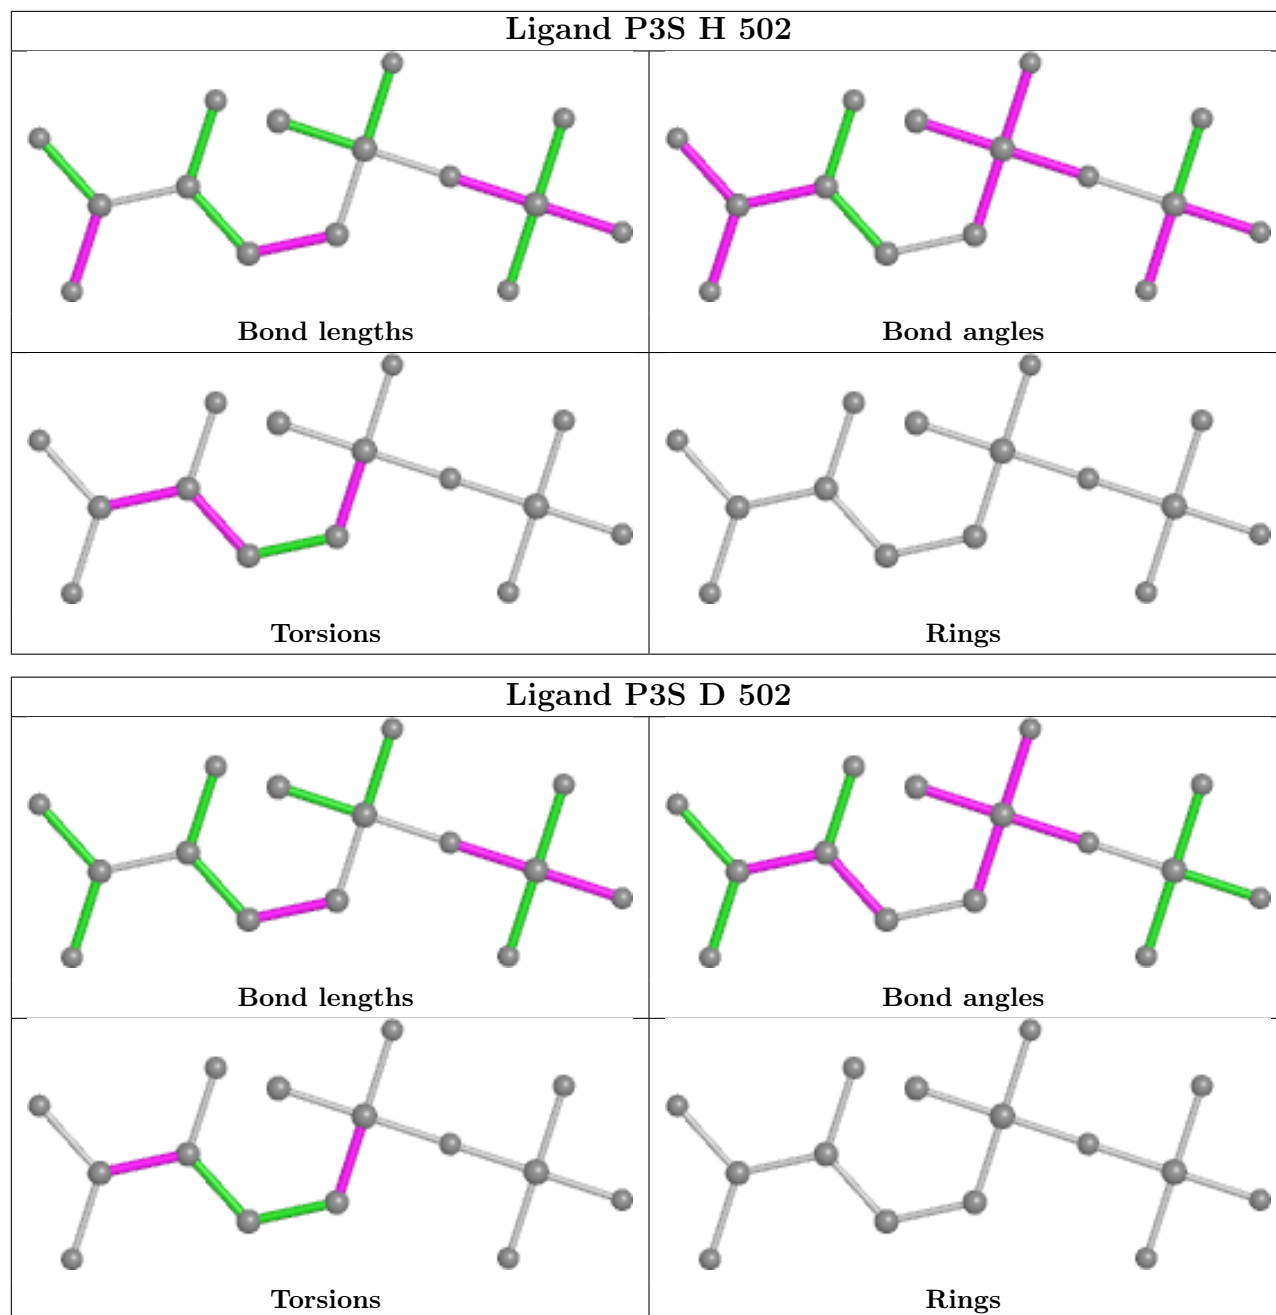 Ligand P3S H 502
Bond lengths
Bond angles
Torsions
Rings
Ligand P3S D 502
Bond lengths
Bond angles
Torsions
Rings